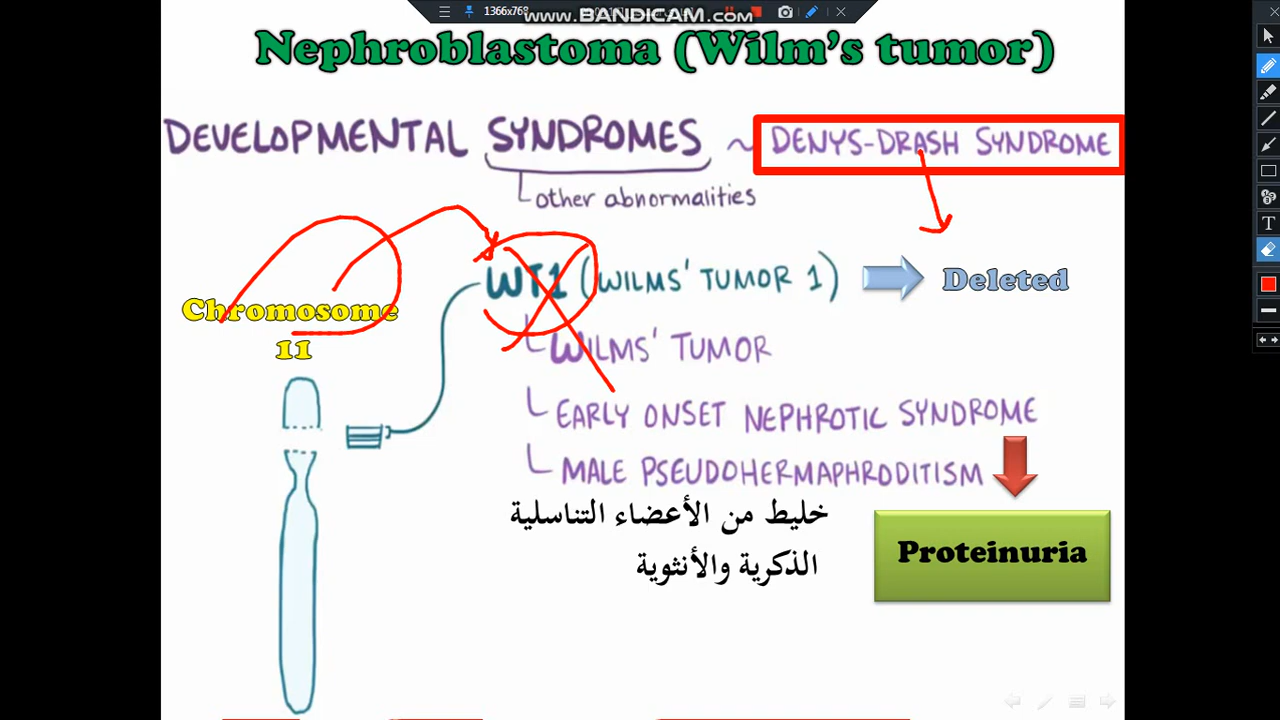 1366x768
www.BANDICAM.com
Nephroblastoma (Wilm's tumor)
DEVELOPMENTAL SYNDROMES ~ DENYS-DRASH SYNDROME
other abnormalities
Chromosome
11
WT1 (WILMS' TUMOR 1)
Deleted
WILMS' TUMOR
EARLY ONSET NEPHROTIC SYNDROME
MALE PSEUDOHERMAPHRODITISM
خليط من الأعضاء التناسلية
الذكرية والأنثوية
Proteinuria
T